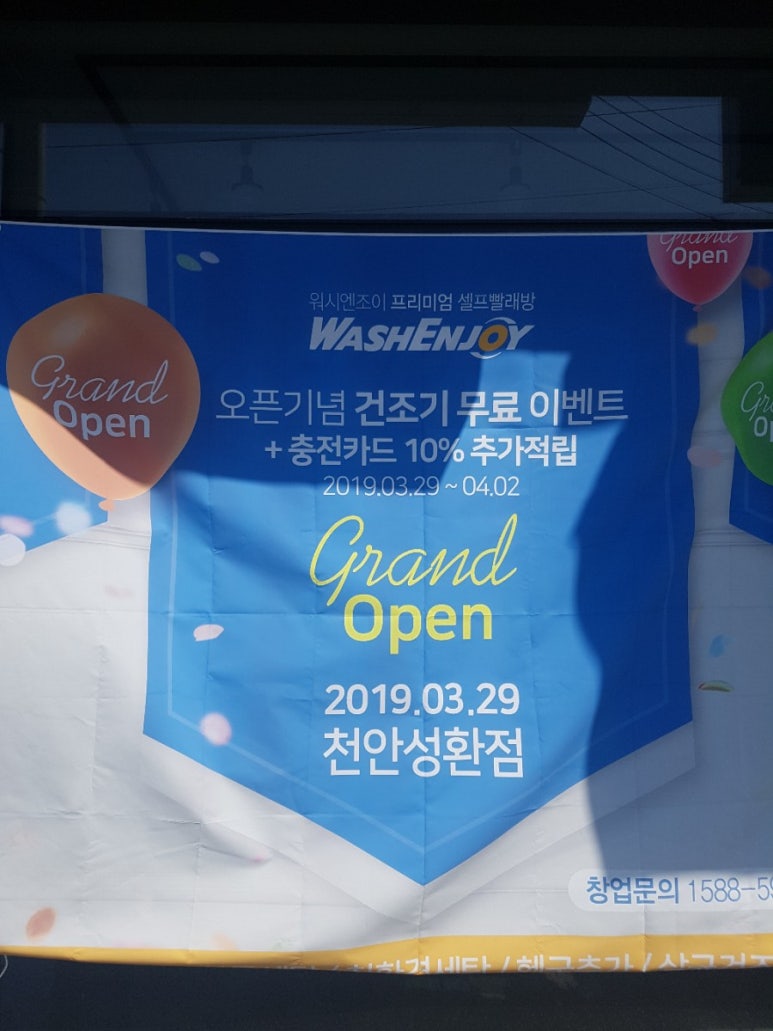 Grand
Open
워시엔조이 프리미엄 셀프빨래방
WASHENJOY
오픈기념 건조기 무료 이벤트
+ 충전카드 10% 추가적립
2019.03.29 ~ 04.02
Grand
Open
2019.03.29
천안성환점
Grand
Open
창업문의 1588-59